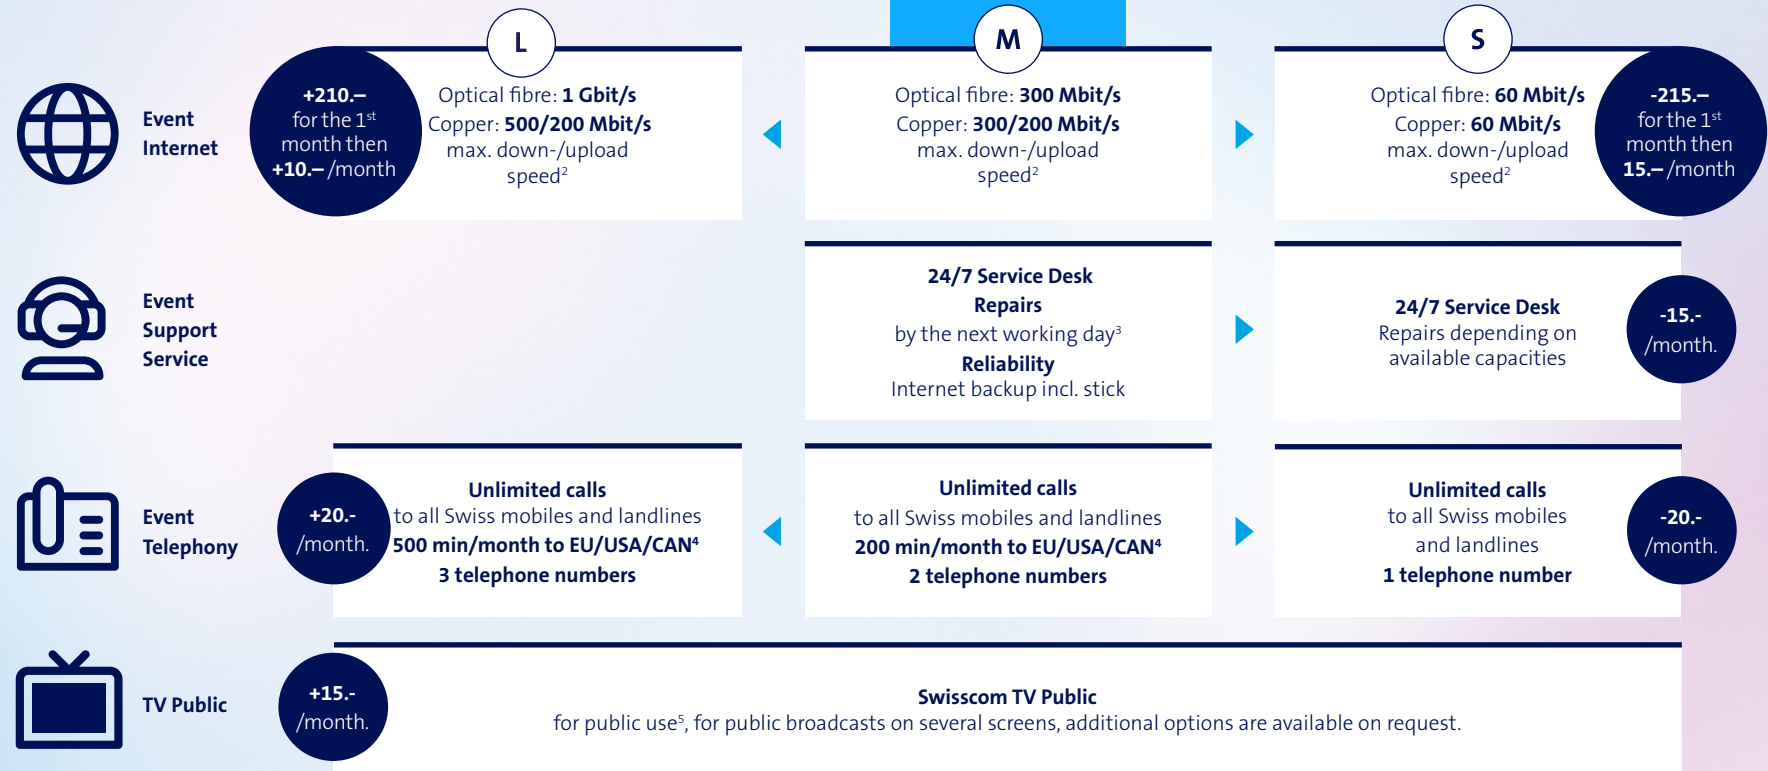 L
M
S
Event
Internet
+210.–
for the 1st
month then
+10.– /month
Optical fibre: 1 Gbit/s
Copper: 500/200 Mbit/s
max. down-/upload
speed2
Optical fibre: 300 Mbit/s
Copper: 300/200 Mbit/s
max. down-/upload
speed2
Optical fibre: 60 Mbit/s
Copper: 60 Mbit/s
max. down-/upload
speed2
-215.–
for the 1st
month then
15.– /month
Event
Support
Service
24/7 Service Desk
Repairs
by the next working day3
Reliability
Internet backup incl. stick
24/7 Service Desk
Repairs depending on
available capacities
-15.-
/month.
Event
Telephony
+20.-
/month.
Unlimited calls
to all Swiss mobiles and landlines
500 min/month to EU/USA/CAN4
3 telephone numbers
Unlimited calls
to all Swiss mobiles and landlines
200 min/month to EU/USA/CAN4
2 telephone numbers
Unlimited calls
to all Swiss mobiles
and landlines
1 telephone number
-20.-
/month.
TV Public
+15.-
/month.
Swisscom TV Public
for public use5, for public broadcasts on several screens, additional options are available on request.